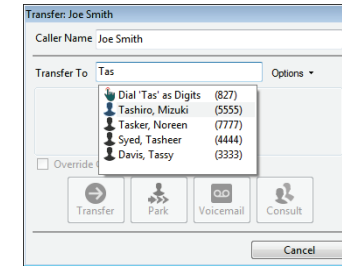 Transfer: Joe Smith
Caller Name Joe Smith
Transfer To Tas Options
Dial 'Tas' as Digits (827)
Tashiro, Mizuki (5555)
Tasker, Noreen (7777)
Syed, Tasheer (4444)
Davis, Tassy (3333)
Override
Transfer Park Voicemail Consult
Cancel